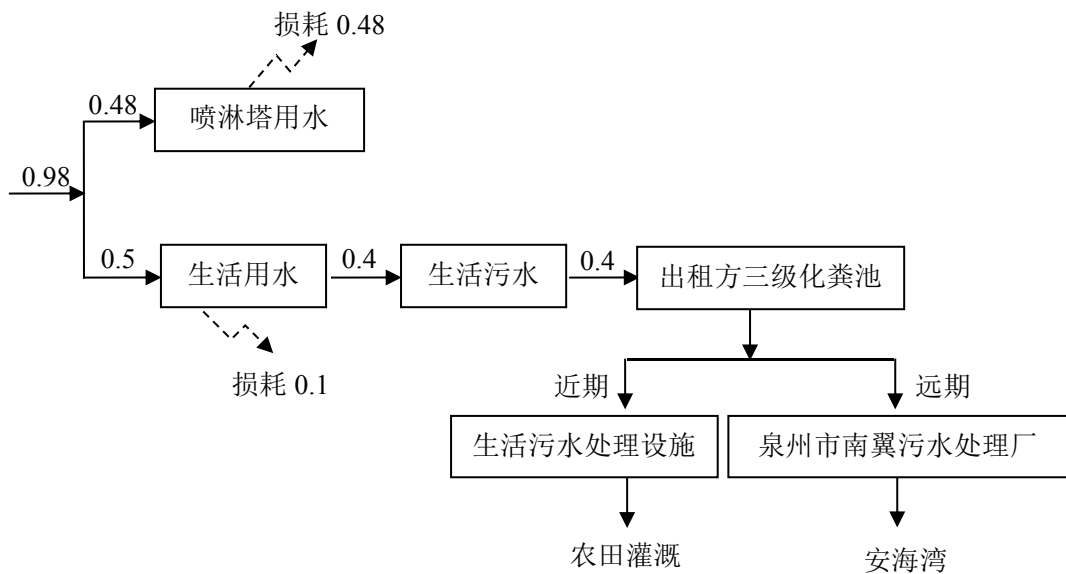 损耗 0.48
0.48
喷淋塔用水
0.98
0.5
生活用水
0.4
生活污水
0.4
出租方三级化粪池
损耗 0.1
近期
远期
生活污水处理设施
泉州市南翼污水处理厂
农田灌溉
安海湾